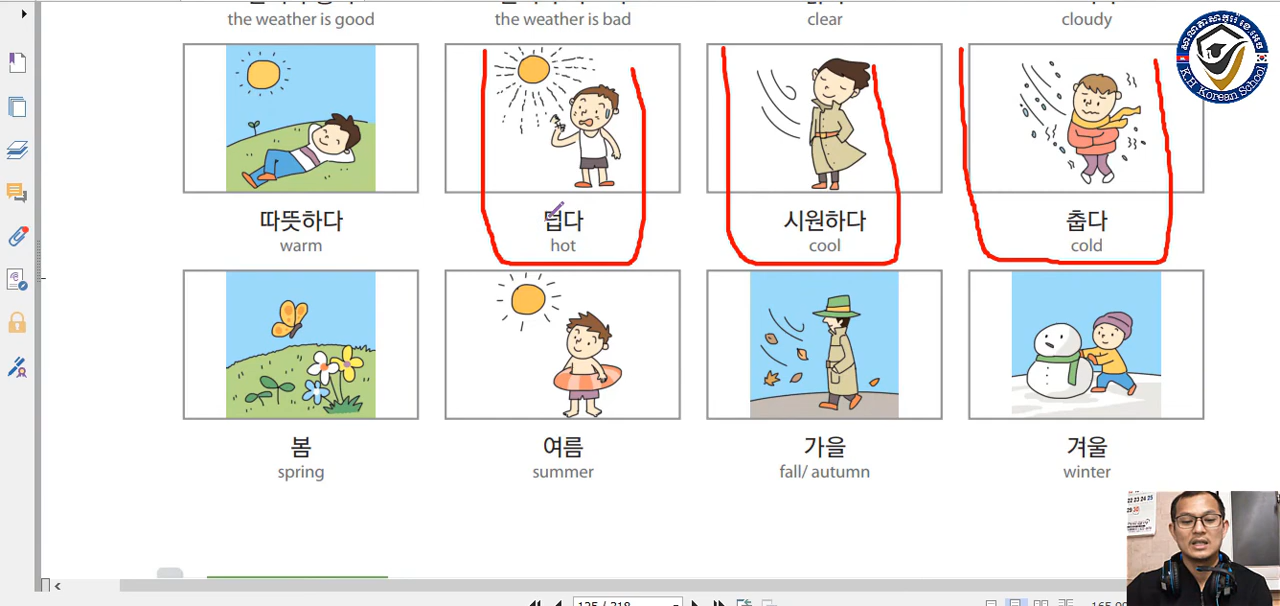 the weather is good
the weather is bad
clear
cloudy
K.H Korean School
따뜻하다
warm
덥다
hot
시원하다
cool
춥다
cold
봄
spring
여름
summer
가을
fall/ autumn
겨울
winter